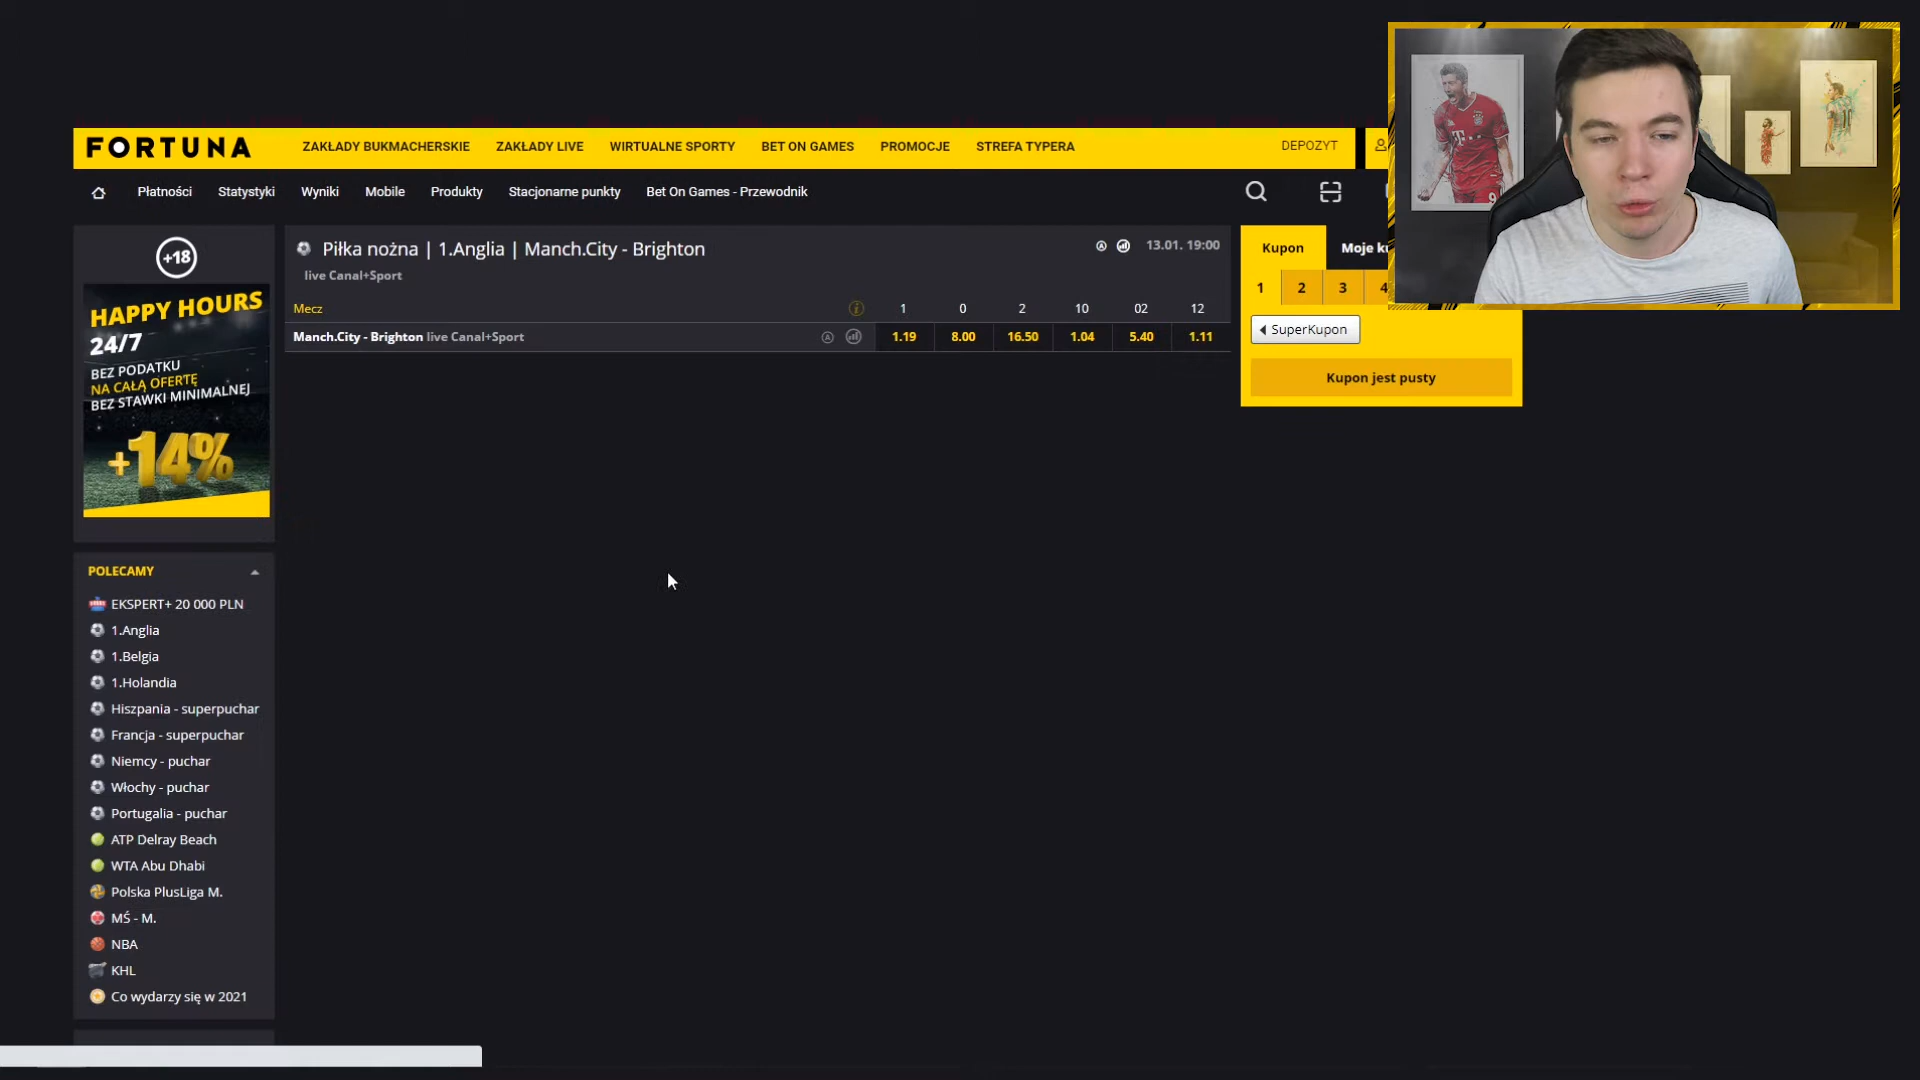 FORTUNA
ZAKŁADY BUKMACHERSKIE ZAKŁADY LIVE WIRTUALNE SPORTY BET ON GAMES PROMOCJE STREFA TYPERA DEPOZYT
Płatności Statystyki Wyniki Mobile Produkty Stacjonarne punkty Bet On Games - Przewodnik
+18
HAPPY HOURS
24/7
BEZ PODATKU
NA CAŁĄ OFERTĘ
BEZ STAWKI MINIMALNEJ
+14%
POLECAMY
EKSPERT+ 20 000 PLN
1.Anglia
1.Belgia
1.Holandia
Hiszpania - superpuchar
Francja - superpuchar
Niemcy - puchar
Włochy - puchar
Portugalia - puchar
ATP Delray Beach
WTA Abu Dhabi
Polska PlusLiga M.
MŚ - M.
NBA
KHL
Co wydarzy się w 2021
Piłka nożna | 1.Anglia | Manch.City - Brighton 13.01. 19:00
live Canal+Sport
Mecz 1 0 2 10 02 12
Manch.City - Brighton live Canal+Sport 1.19 8.00 16.50 1.04 5.40 1.11
Kupon Moje
1 2 3 4
SuperKupon
Kupon jest pusty